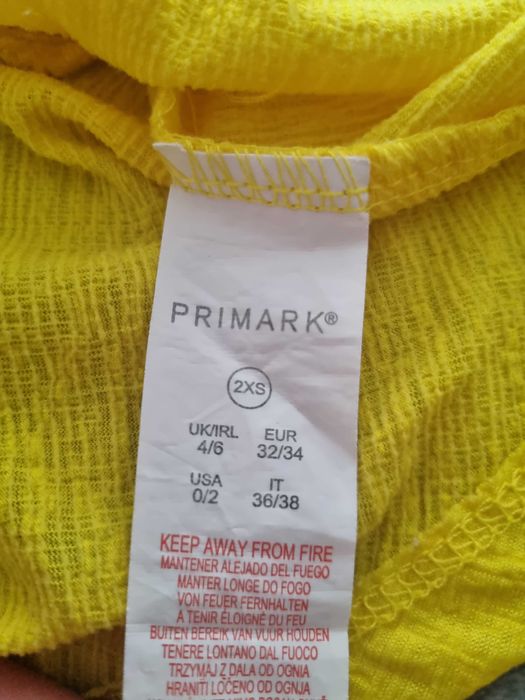 PRIMARK®
2XS
UK/IRL EUR
4/6 32/34
USA IT
0/2 36/38
KEEP AWAY FROM FIRE
MANTENER ALEJADO DEL FUEGO
MANTER LONGE DO FOGO
VON FEUER FERNHALTEN
A TENIR ÉLOIGNÉ DU FEU
BUITEN BEREIK VAN VUUR HOUDEN
TENERE LONTANO DAL FUOCO
TRZYMAJ Z DALA OD OGNIA
HRANITI LOČENO OD OGNJA